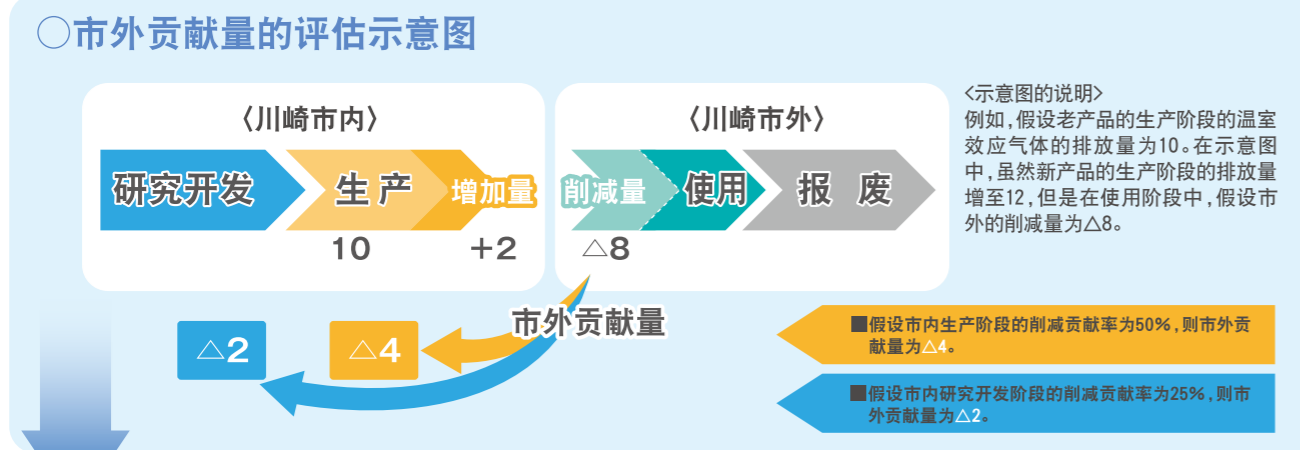 ○市外贡献量的评估示意图
〈川崎市内〉
研究开发
生产
增加量
10
+2
〈川崎市外〉
削减量
使用
报废
△8
市外贡献量
△2
△4
<示意图的说明>
例如,假设老产品的生产阶段的温室
效应气体的排放量为10。在示意图
中,虽然新产品的生产阶段的排放量
增至12,但是在使用阶段中,假设市
外的削减量为△8。
■假设市内生产阶段的削减贡献率为50%,则市外贡
献量为△4。
■假设市内研究开发阶段的削减贡献率为25%,则市
外贡献量为△2。